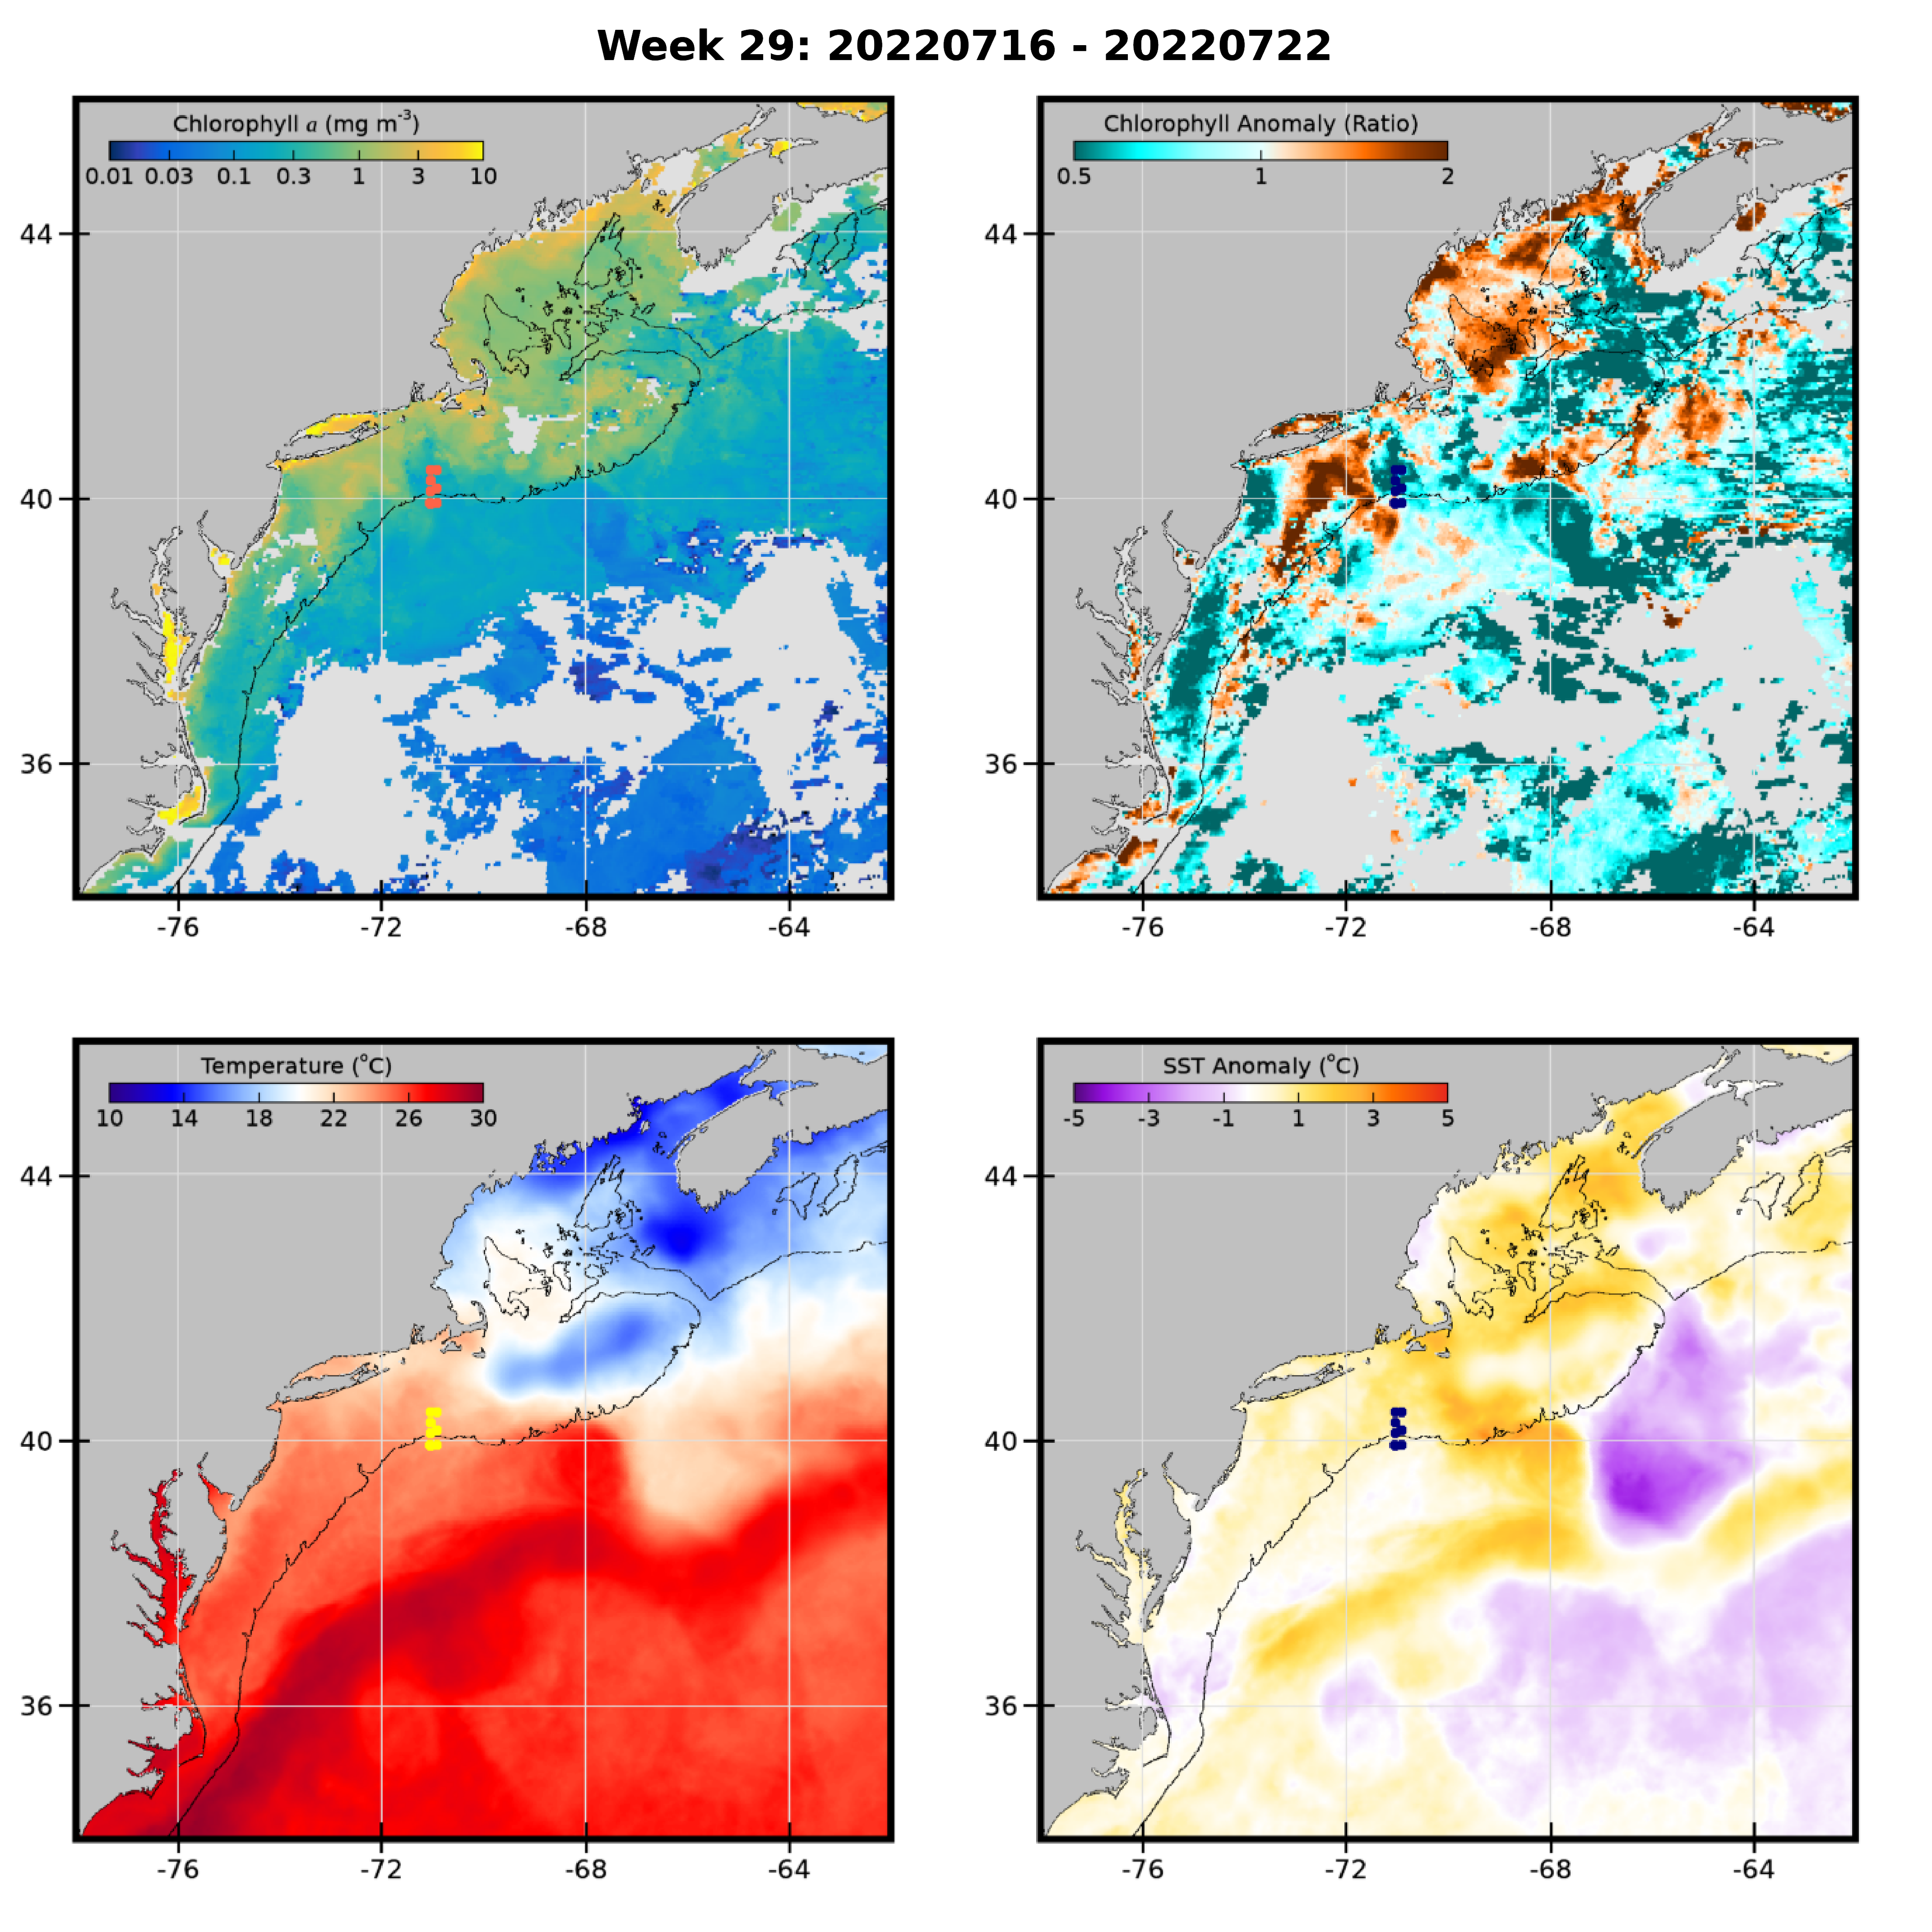 Week 29: 20220716 - 20220722
Chlorophyll a (mg m-3)
0.01 0.03 0.1 0.3 1 3 10
44
40
36
-76 -72 -68 -64
Chlorophyll Anomaly (Ratio)
0.5 1 2
44
40
36
-76 -72 -68 -64
Temperature (°C)
10 14 18 22 26 30
44
40
36
-76 -72 -68 -64
SST Anomaly (°C)
-5 -3 -1 1 3 5
44
40
36
-76 -72 -68 -64